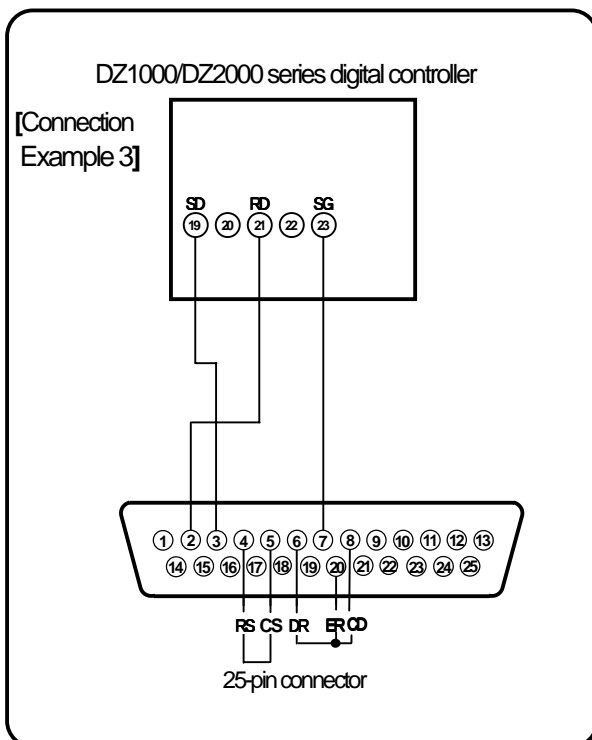 DZ1000/DZ2000 series digital controller
[Connection
Example 3]
SD RD SG
19 20 21 22 23
1 2 3 4 5 6 7 8 9 10 11 12 13
14 15 16 17 18 19 20 21 22 23 24 25
RS CS DR ER CD
25-pin connector